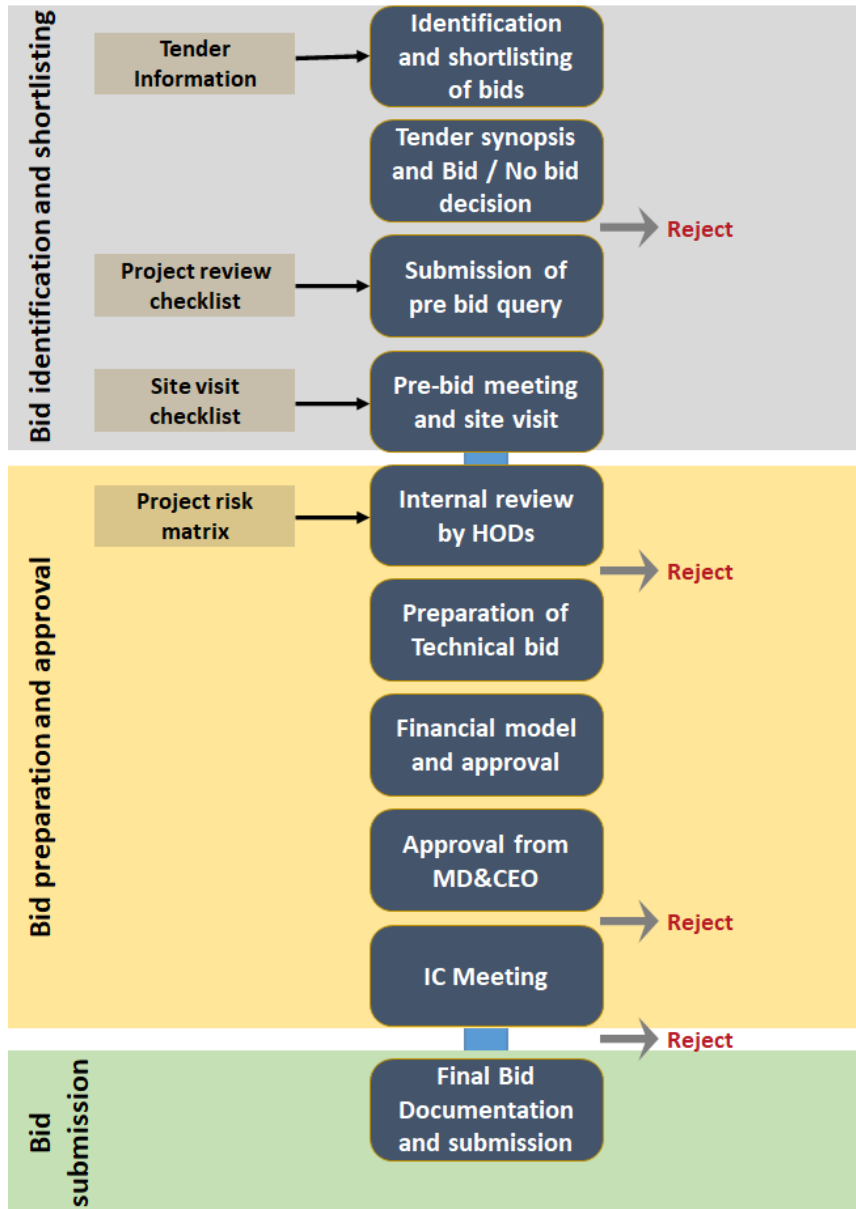 Bid identification and shortlisting
Tender
Information
Identification
and shortlisting
of bids
Tender synopsis
and Bid / No bid
decision
Reject
Project review
checklist
Submission of
pre bid query
Site visit
checklist
Pre-bid meeting
and site visit
Bid preparation and approval
Project risk
matrix
Internal review
by HODs
Reject
Preparation of
Technical bid
Financial model
and approval
Approval from
MD&CEO
Reject
IC Meeting
Reject
Bid
submission
Final Bid
Documentation
and submission